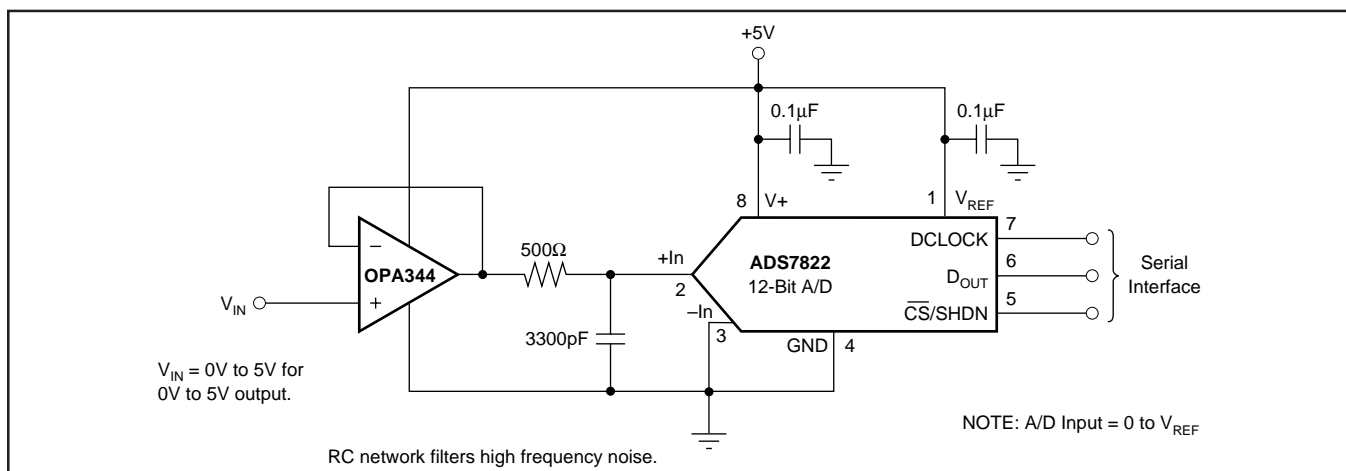 +5V
0.1µF
0.1µF
8
V+
1
V_REF
7
DCLOCK
–
500Ω
+In
ADS7822
6
OPA344
2
12-Bit A/D
D_OUT
Serial
Interface
V_IN
+
–In
5
C̅S̅/SHDN
3
3300pF
GND
4
V_IN = 0V to 5V for
0V to 5V output.
NOTE: A/D Input = 0 to V_REF
RC network filters high frequency noise.